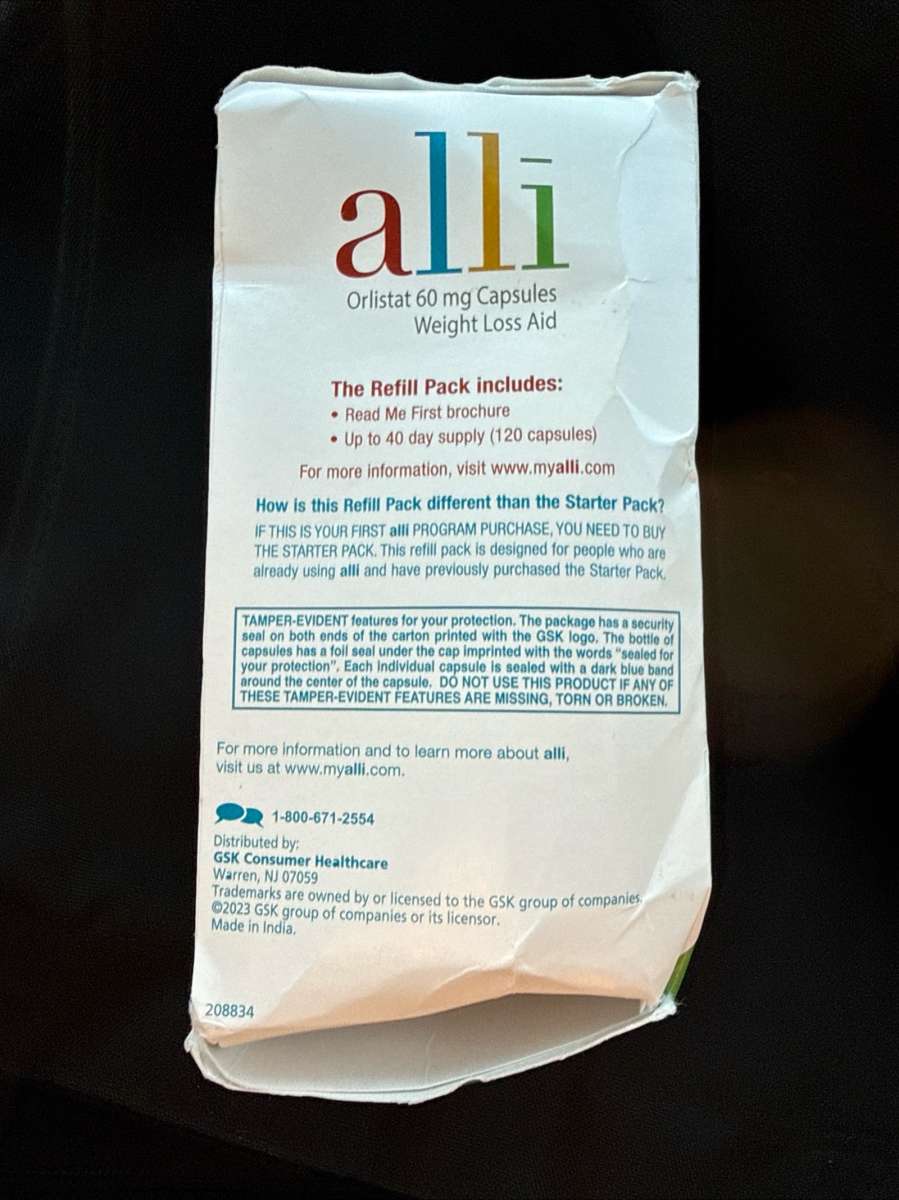 alli
Orlistat 60 mg Capsules
Weight Loss Aid
The Refill Pack includes:
• Read Me First brochure
• Up to 40 day supply (120 capsules)
For more information, visit www.myalli.com
How is this Refill Pack different than the Starter Pack?
IF THIS IS YOUR FIRST alli PROGRAM PURCHASE, YOU NEED TO BUY
THE STARTER PACK. This refill pack is designed for people who are
already using alli and have previously purchased the Starter Pack.
TAMPER-EVIDENT features for your protection. The package has a security
seal on both ends of the carton printed with the GSK logo. The bottle of
capsules has a foil seal under the cap imprinted with the words "sealed for
your protection". Each Individual capsule is sealed with a dark blue band
around the center of the capsule. DO NOT USE THIS PRODUCT IF ANY OF
THESE TAMPER-EVIDENT FEATURES ARE MISSING, TORN OR BROKEN.
For more information and to learn more about alli,
visit us at www.myalli.com.
1-800-671-2554
Distributed by:
GSK Consumer Healthcare
Warren, NJ 07059
Trademarks are owned by or licensed to the GSK group of companies.
©2023 GSK group of companies or its licensor.
Made in India.
208834